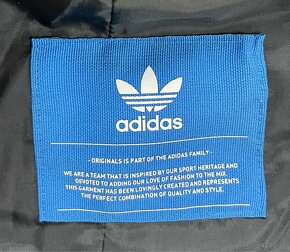 adidas
- ORIGINALS IS PART OF THE ADIDAS FAMILY -
WE ARE A TEAM THAT IS INSPIRED BY OUR SPORT HERITAGE AND
DEVOTED TO ADDING OUR LOVE OF FASHION TO THE MIX.
THIS GARMENT HAS BEEN LOVINGLY CREATED AND REPRESENTS
THE PERFECT COMBINATION OF QUALITY AND STYLE.